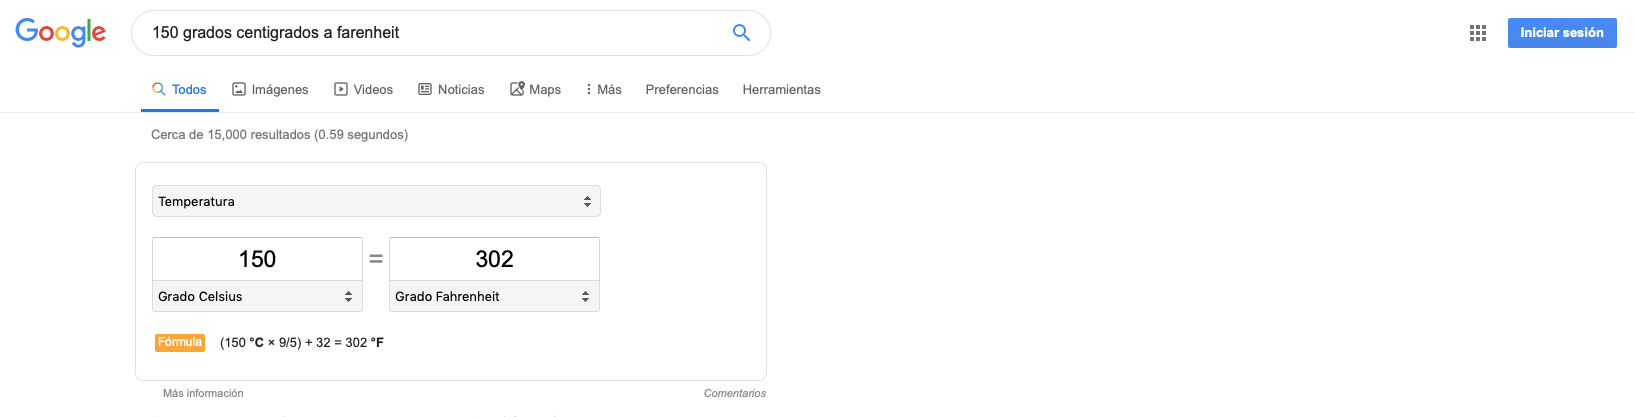 Google 150 grados centigrados a farenheit Iniciar sesión
Todos Imágenes Videos Noticias Maps Más Preferencias Herramientas
Cerca de 15,000 resultados (0.59 segundos)
Temperatura
150 = 302
Grado Celsius Grado Fahrenheit
Fórmula (150 °C × 9/5) + 32 = 302 °F
Más información Comentarios